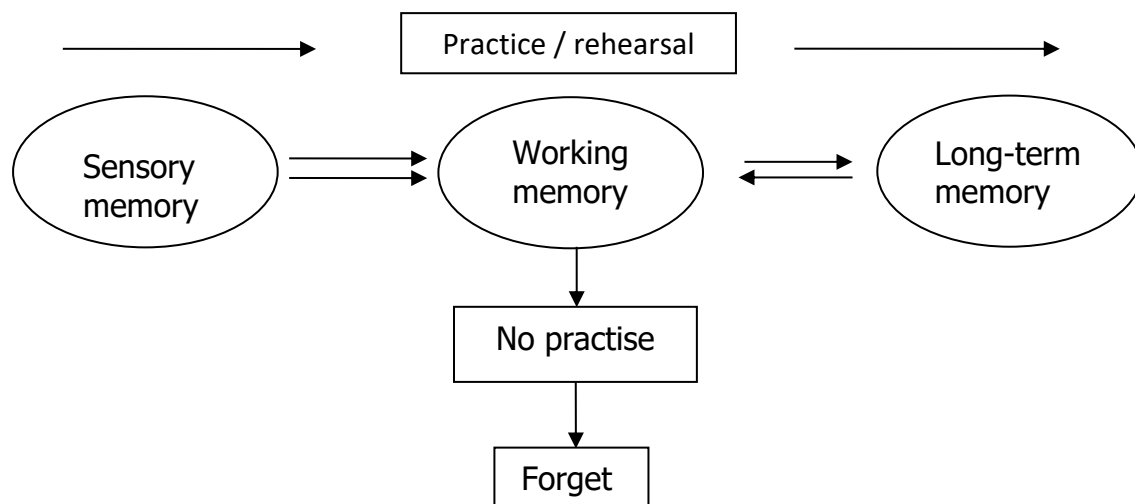 Practice / rehearsal
Sensory
memory
Working
memory
Long-term
memory
No practise
Forget